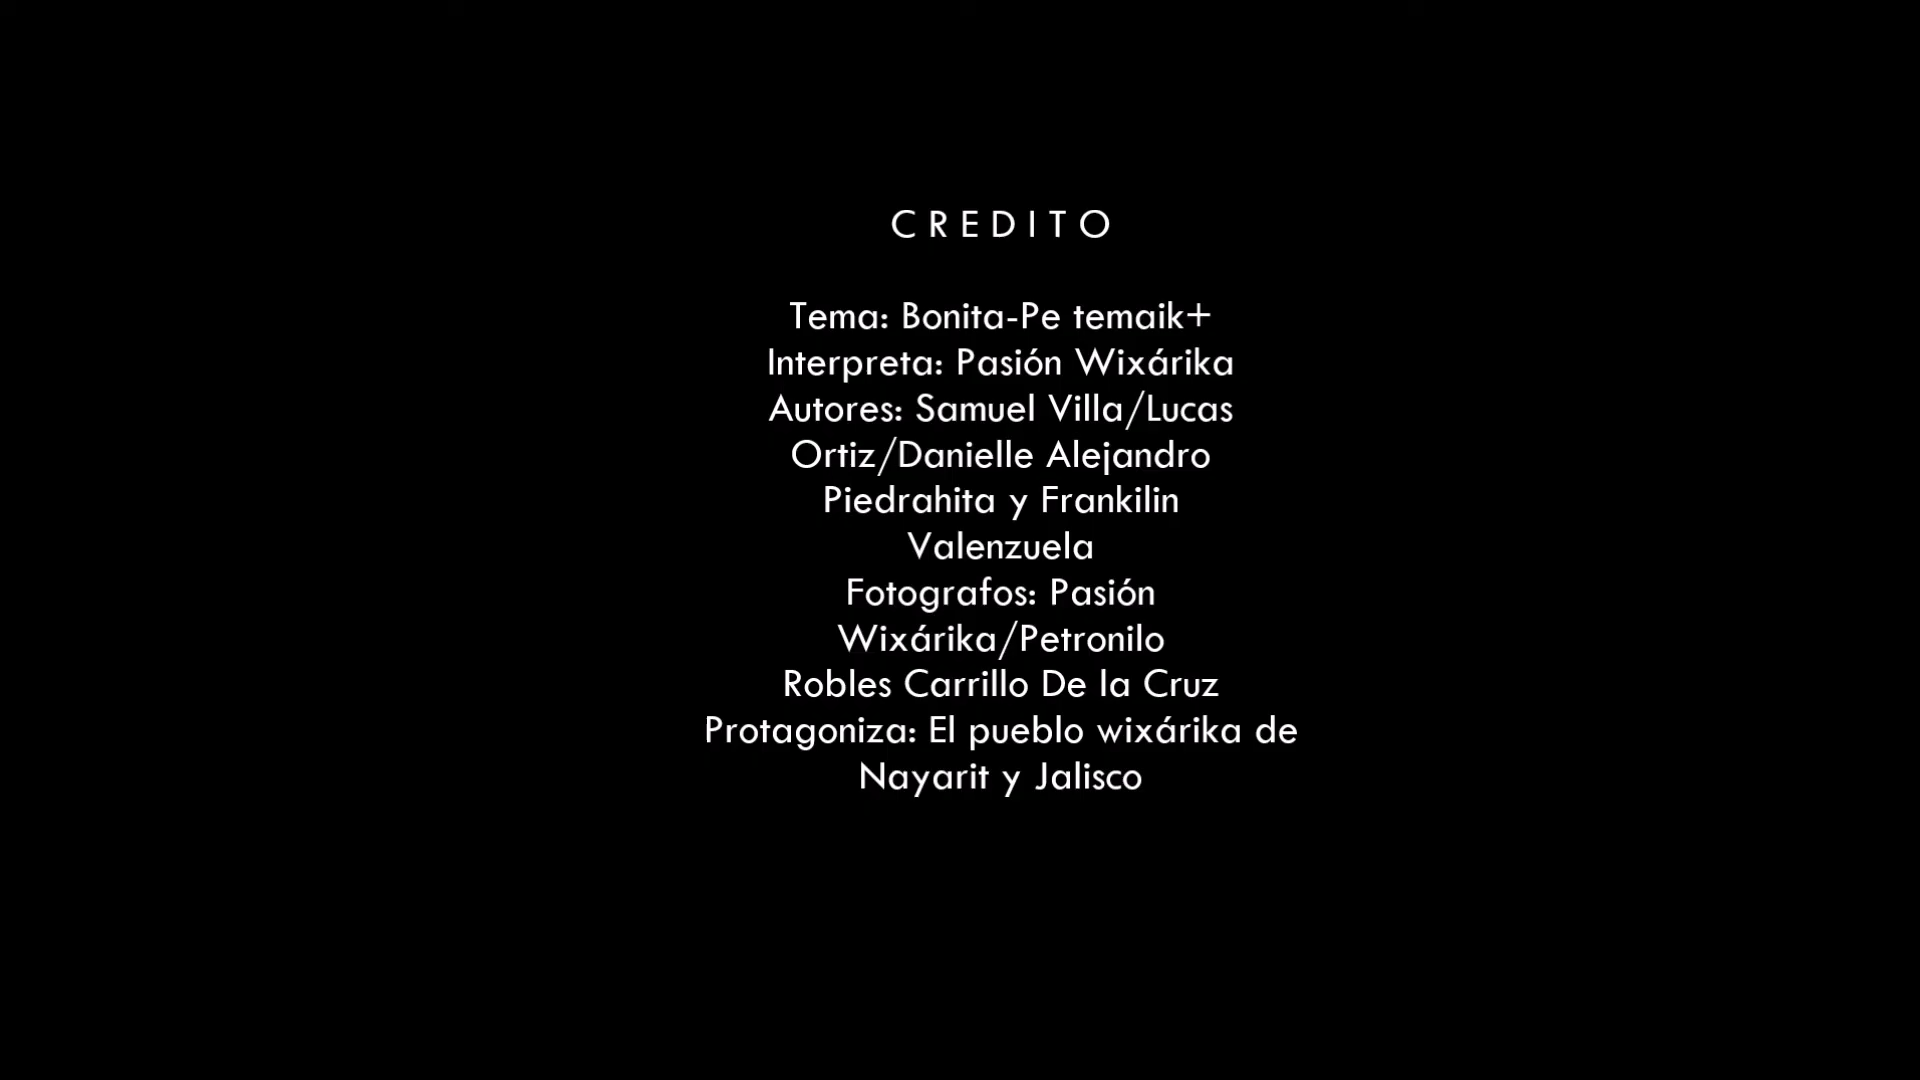 CREDITO
Tema: Bonita-Pe temaik+
Interpreta: Pasión Wixárika
Autores: Samuel Villa/Lucas
Ortiz/Danielle Alejandro
Piedrahita y Frankilin
Valenzuela
Fotografos: Pasión
Wixárika/Petronilo
Robles Carrillo De la Cruz
Protagoniza: El pueblo wixárika de
Nayarit y Jalisco